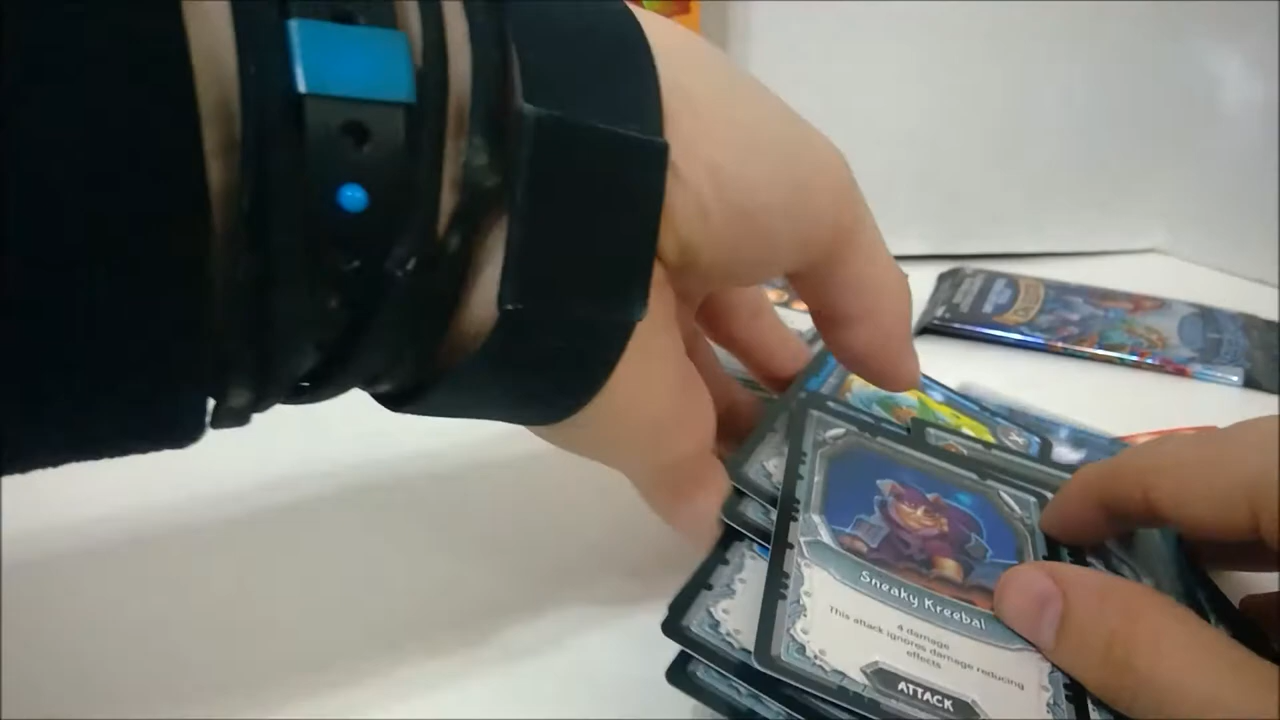 Sneaky Kreebal
4 damage
This attack ignores damage reducing
effects
ATTACK